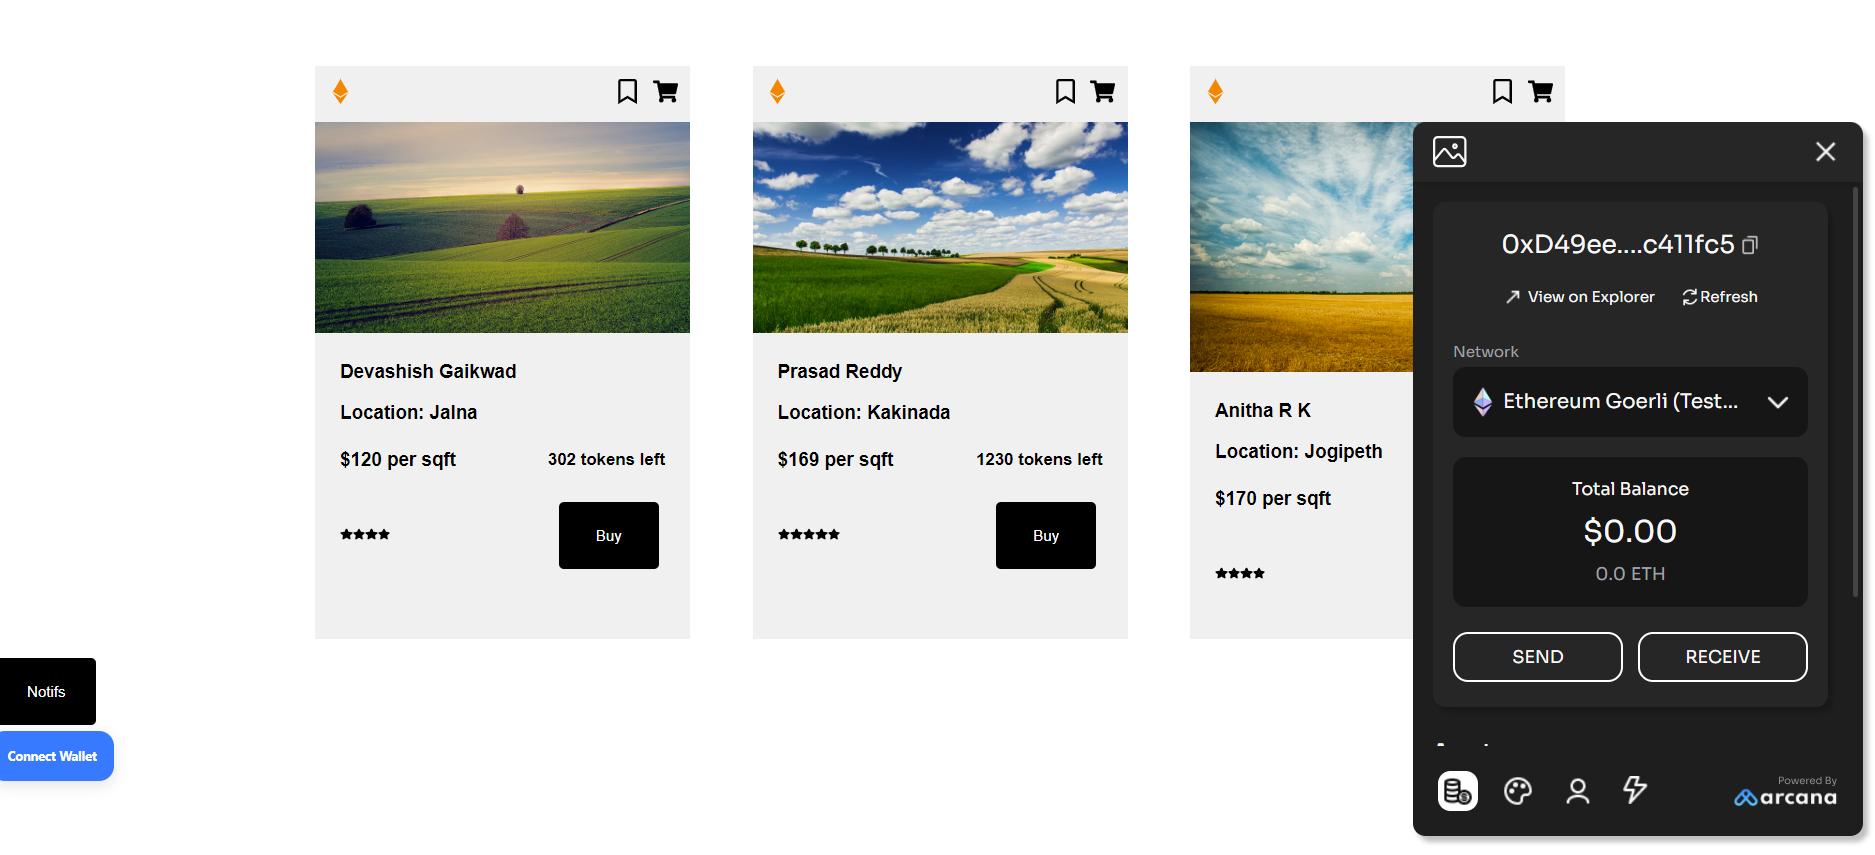 Devashish Gaikwad
Location: Jalna
$120 per sqft
302 tokens left
Buy
Prasad Reddy
Location: Kakinada
$169 per sqft
1230 tokens left
Buy
Anitha R K
Location: Jogipeth
$170 per sqft
Notifs
Connect Wallet
0xD49ee....c411fc5
View on Explorer
Refresh
Network
Ethereum Goerli (Test...
Total Balance
$0.00
0.0 ETH
SEND
RECEIVE
Powered By
arcana